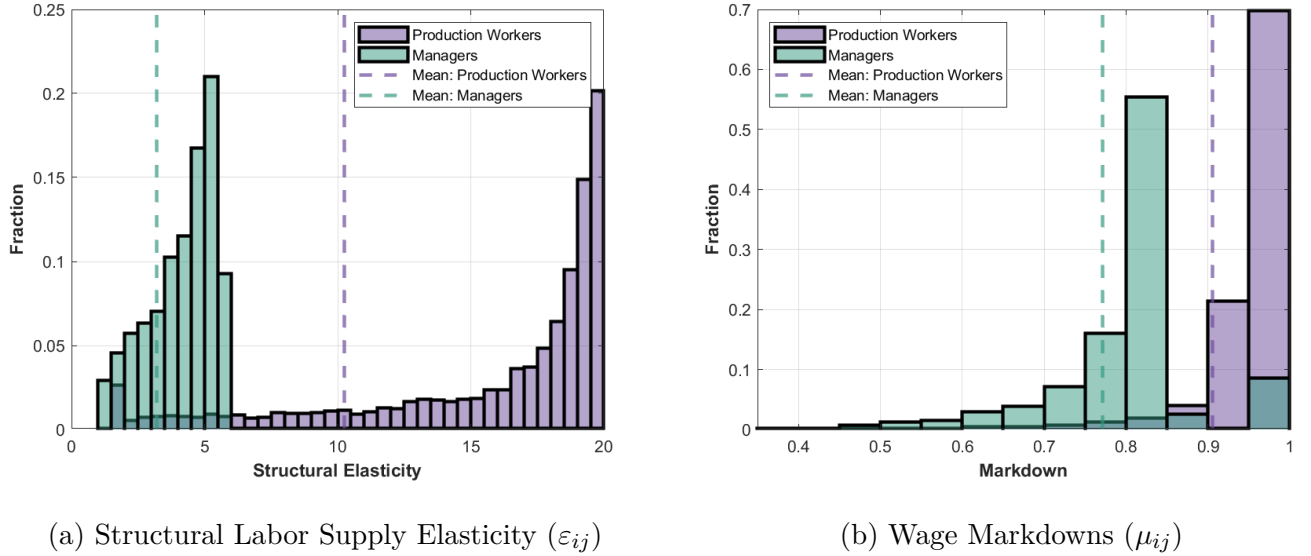 0.25
0.2
0.15
0.1
0.05
0
Fraction
Production Workers
Managers
Mean: Production Workers
Mean: Managers
0 5 10 15 20
Structural Elasticity
0.7
0.6
0.5
0.4
0.3
0.2
0.1
0
Fraction
Production Workers
Managers
Mean: Production Workers
Mean: Managers
0.4 0.5 0.6 0.7 0.8 0.9 1
Markdown
(a) Structural Labor Supply Elasticity (εᵢⱼ)
(b) Wage Markdowns (μᵢⱼ)